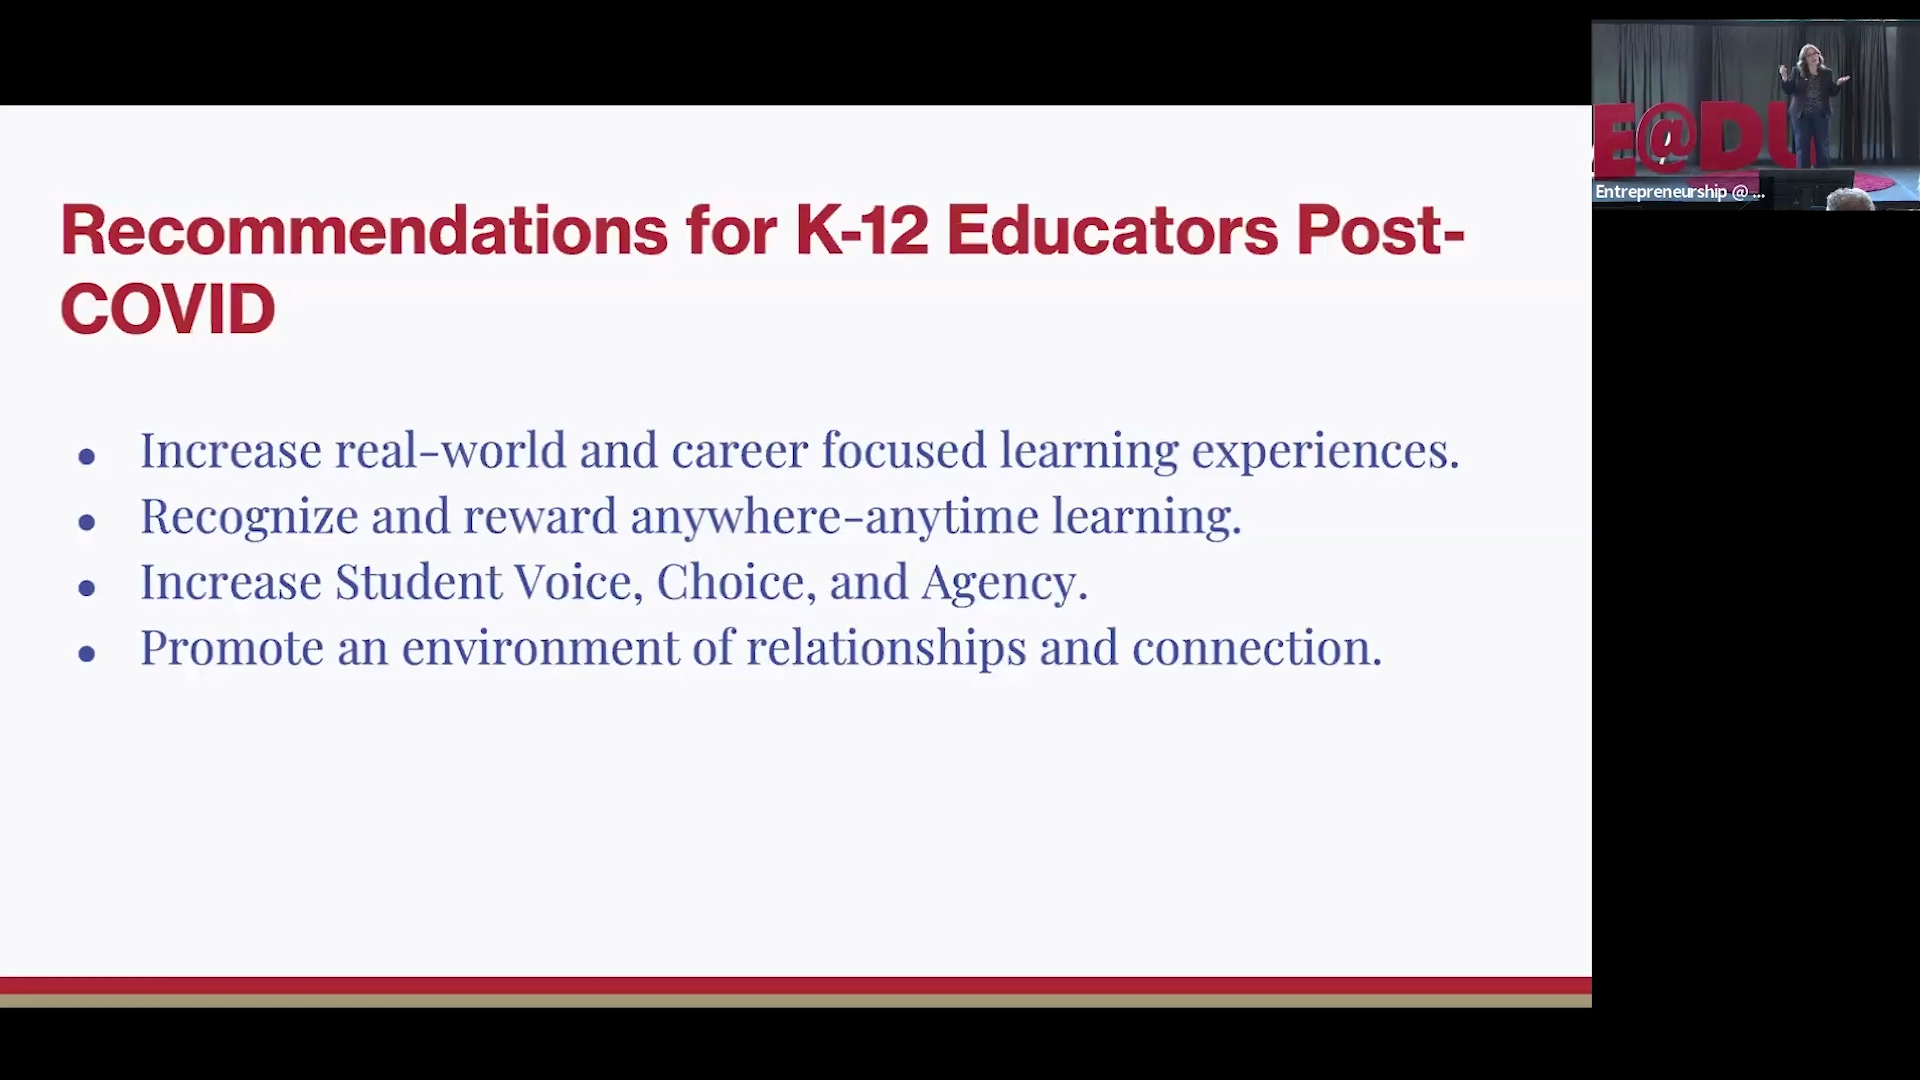 Recommendations for K-12 Educators Post-
COVID
● Increase real-world and career focused learning experiences.
● Recognize and reward anywhere-anytime learning.
● Increase Student Voice, Choice, and Agency.
● Promote an environment of relationships and connection.
E@DU
Entrepreneurship @ ...